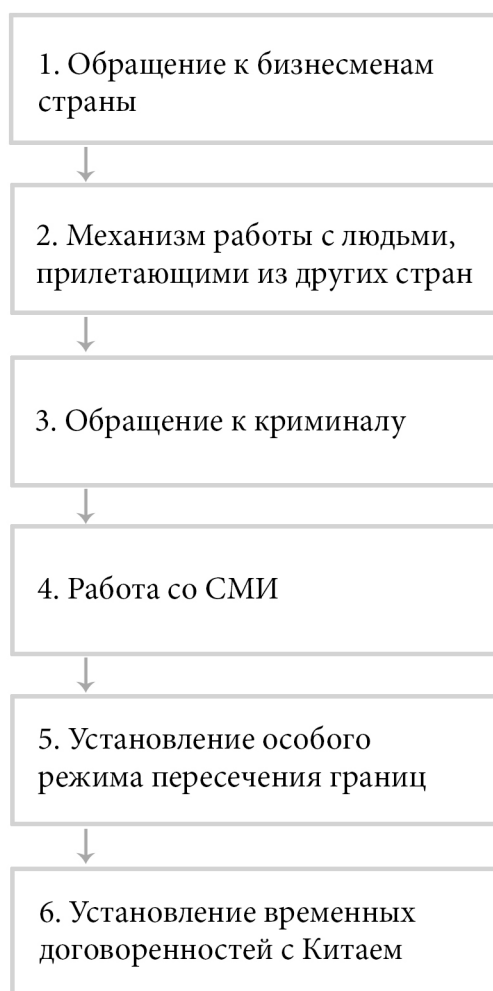 1. Обращение к бизнесменам
страны
2. Механизм работы с людьми,
прилетающими из других стран
3. Обращение к криминалу
4. Работа со СМИ
5. Установление особого
режима пересечения границ
6. Установление временных
договоренностей с Китаем